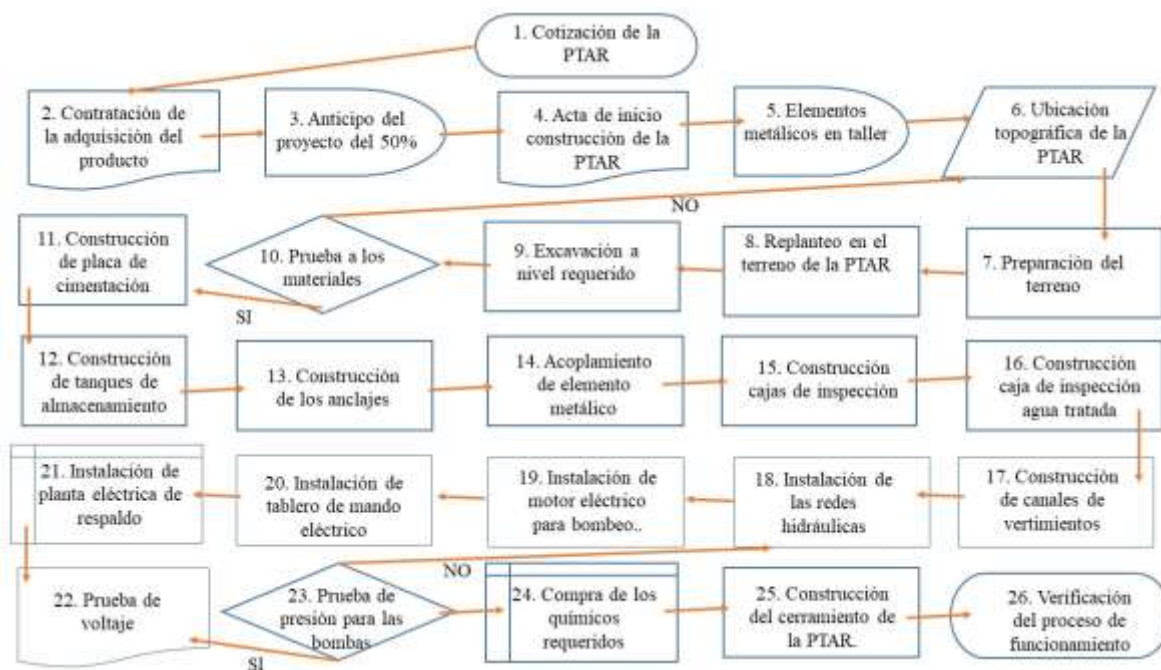 1. Cotización de la
PTAR
2. Contratación de
la adquisición del
producto
3. Anticipo del
proyecto del 50%
4. Acta de inicio
construcción de la
PTAR
5. Elementos
metálicos en taller
6. Ubicación
topográfica de la
PTAR
NO
11. Construcción
de placa de
cimentación
10. Prueba a los
materiales
9. Excavación a
nivel requerido
8. Replanteo en el
terreno de la PTAR
7. Preparación del
terreno
SI
12. Construcción
de tanques de
almacenamiento
13. Construcción
de los anclajes
14. Acoplamiento
de elemento
metálico
15. Construcción
cajas de inspección
16. Construcción
caja de inspección
agua tratada
21. Instalación de
planta eléctrica de
respaldo
20. Instalación de
tablero de mando
eléctrico
19. Instalación de
motor eléctrico
para bombeo..
18. Instalación de
las redes
hidráulicas
17. Construcción
de canales de
vertimientos
NO
22. Prueba de
voltaje
23. Prueba de
presión para las
bombas
24. Compra de los
químicos
requeridos
25. Construcción
del cerramiento de
la PTAR.
26. Verificación
del proceso de
funcionamiento
SI